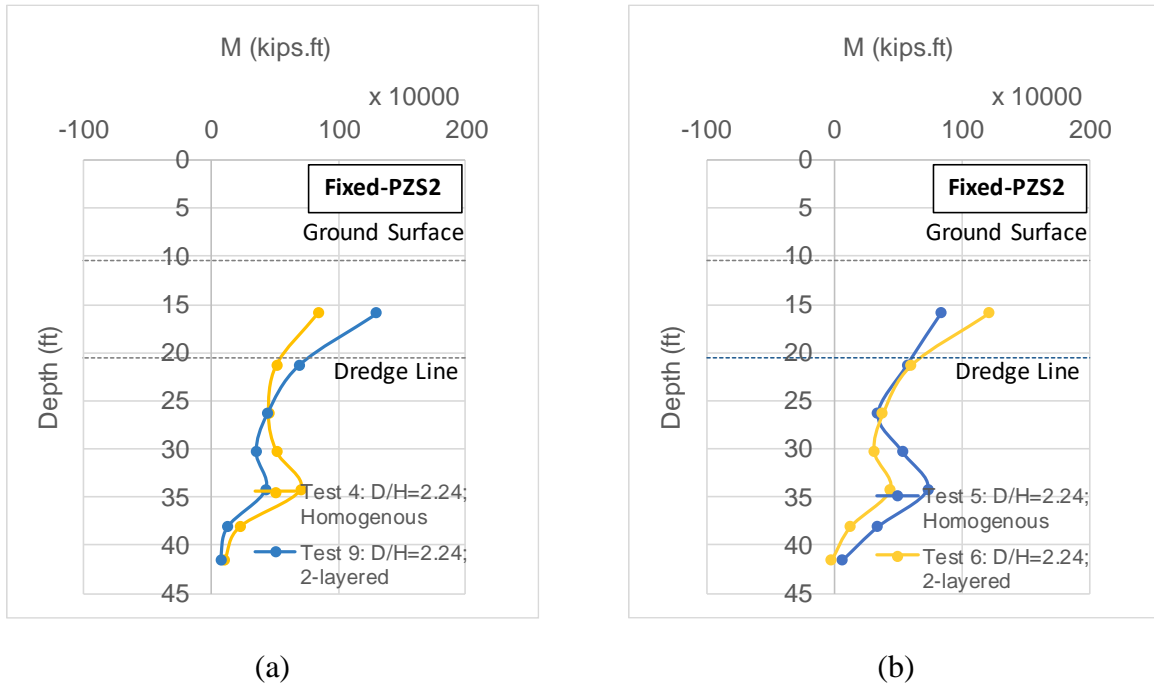 M (kips.ft)
x 10000
-100 0 100 200
0
5
10
15
20
25
30
35
40
45
Depth (ft)
Fixed-PZS2
Ground Surface
Dredge Line
Test 4: D/H=2.24;
Homogenous
Test 9: D/H=2.24;
2-layered
(a)
M (kips.ft)
x 10000
-100 0 100 200
0
5
10
15
20
25
30
35
40
45
Depth (ft)
Fixed-PZS2
Ground Surface
Dredge Line
Test 5: D/H=2.24;
Homogenous
Test 6: D/H=2.24;
2-layered
(b)